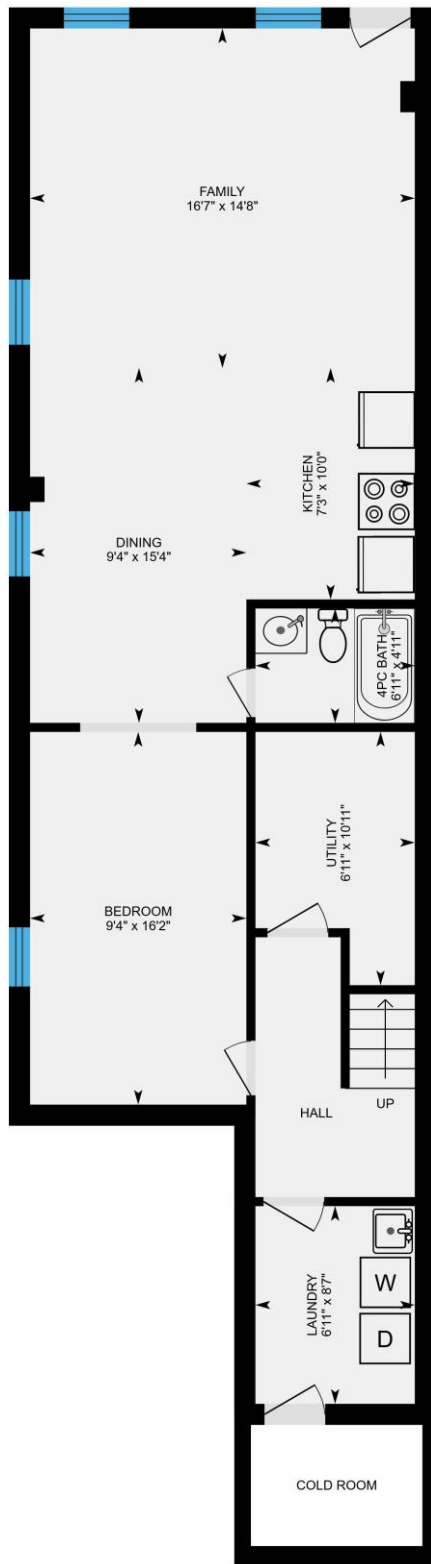 FAMILY
16'7" x 14'8"
KITCHEN
7'3" x 10'0"
DINING
9'4" x 15'4"
4PC BATH
6'11" x 4'11"
UTILITY
6'11" x 10'11"
BEDROOM
9'4" x 16'2"
UP
HALL
LAUNDRY
6'11" x 8'7"
W
D
COLD ROOM